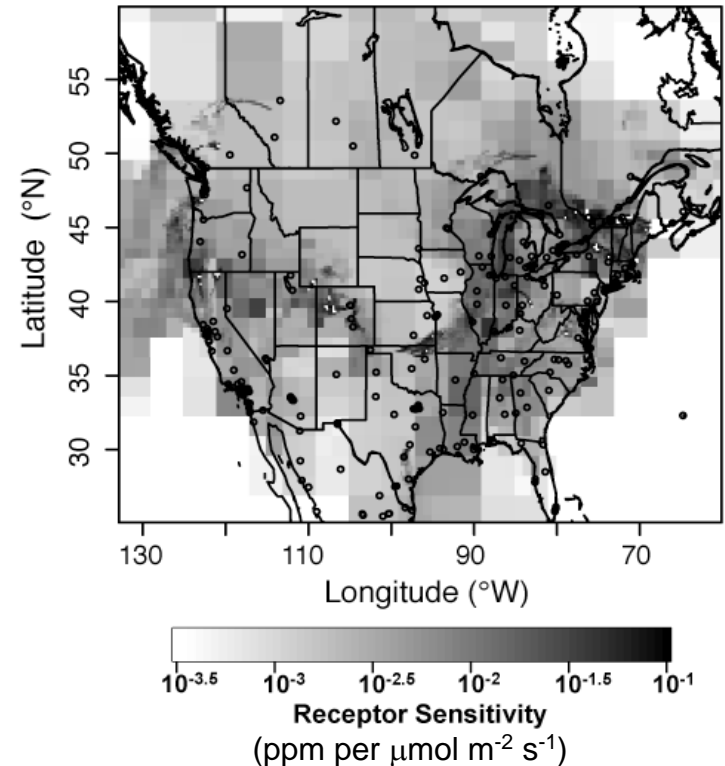 55
50
45
40
35
30
Latitude (°N)
130 110 90 70
Longitude (°W)
10-3.5 10-3 10-2.5 10-2 10-1.5 10-1
Receptor Sensitivity
(ppm per μmol m-2 s-1)